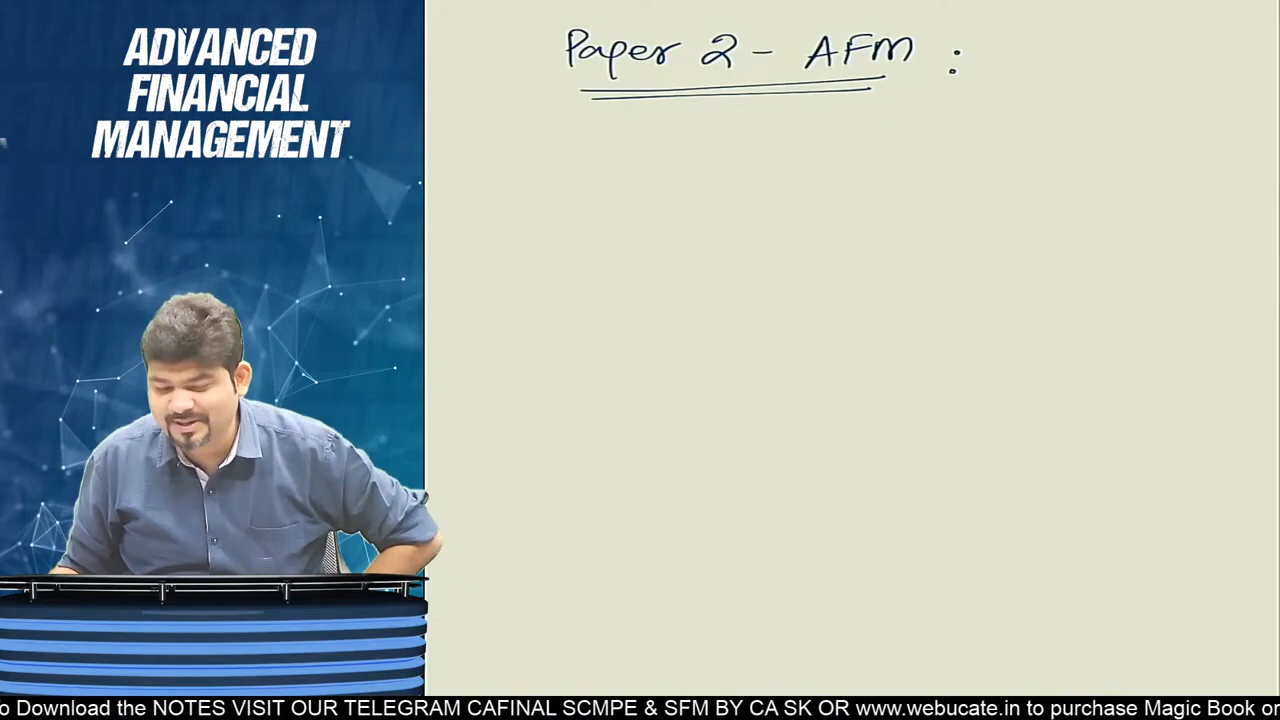 ADVANCED
FINANCIAL
MANAGEMENT
Paper 2 - AFM :
o Download the NOTES VISIT OUR TELEGRAM CAFINAL SCMPE & SFM BY CA SK OR www.webucate.in to purchase Magic Book or